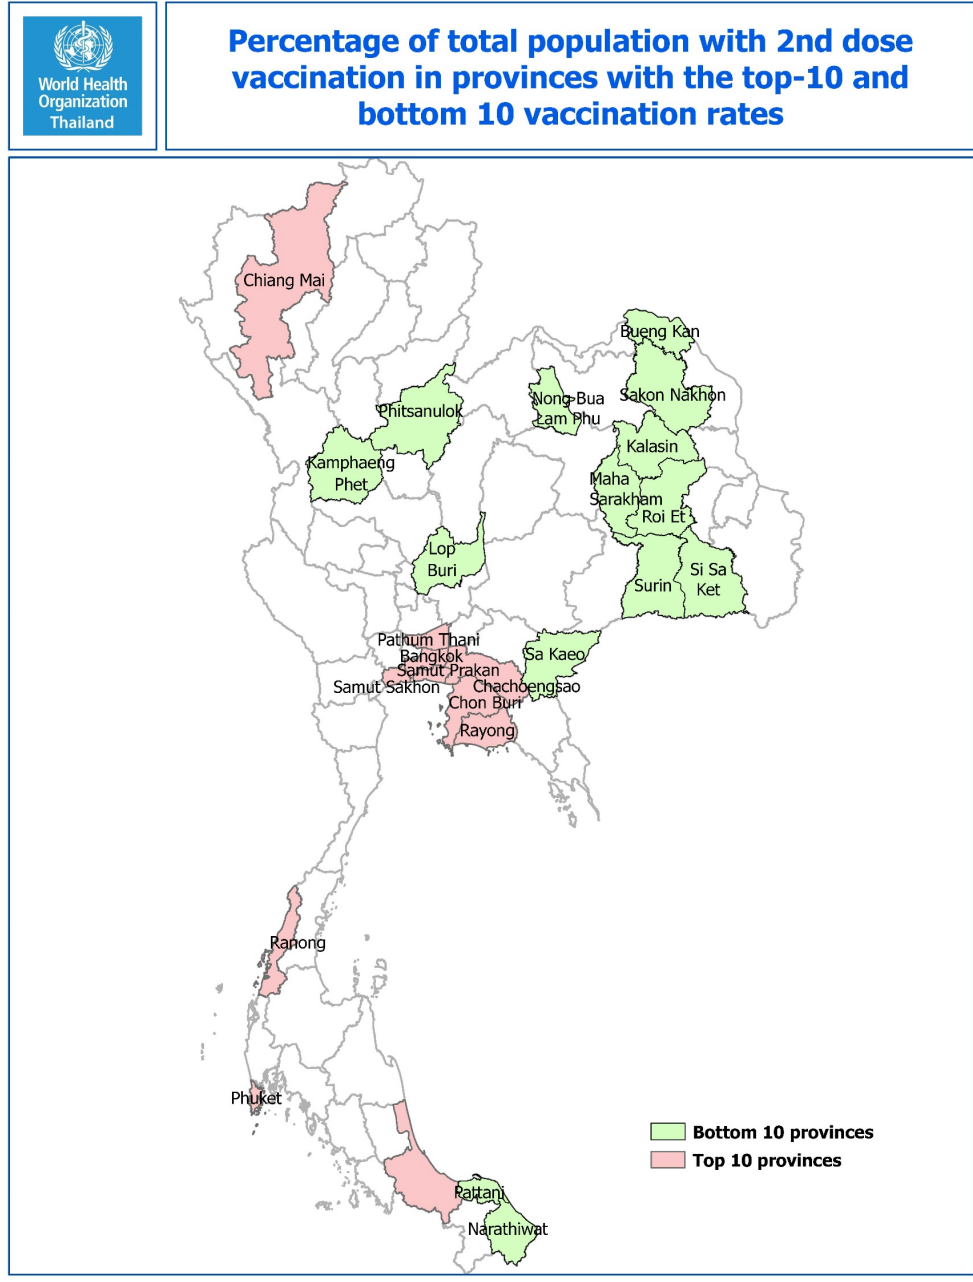 World Health
Organization
Thailand
Percentage of total population with 2nd dose
vaccination in provinces with the top-10 and
bottom 10 vaccination rates
Chiang Mai
Bueng Kan
Sakon Nakhon
Nong Bua
Lam Phu
Phitsanulok
Kalasin
Kamphaeng
Phet
Maha
Sarakham
Roi Et
Lop
Buri
Surin
Si Sa
Ket
Pathum Thani
Bangkok
Sa Kaeo
Samut Prakan
Samut Sakhon
Chachoengsao
Chon Buri
Rayong
Ranong
Phuket
Bottom 10 provinces
Top 10 provinces
Pattani
Narathiwat